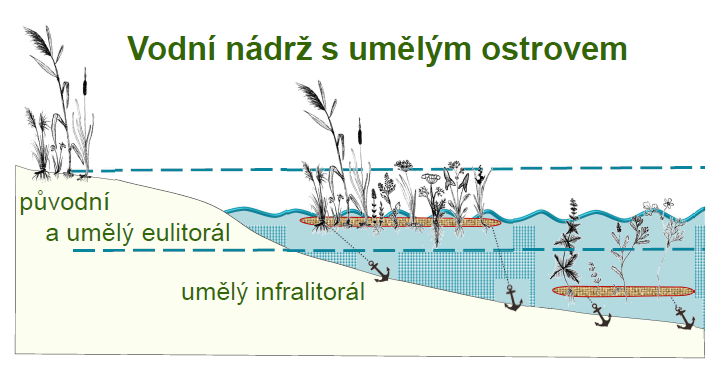 Vodní nádrž s umělým ostrovem
původní
a umělý eulitorál
umělý infralitorál